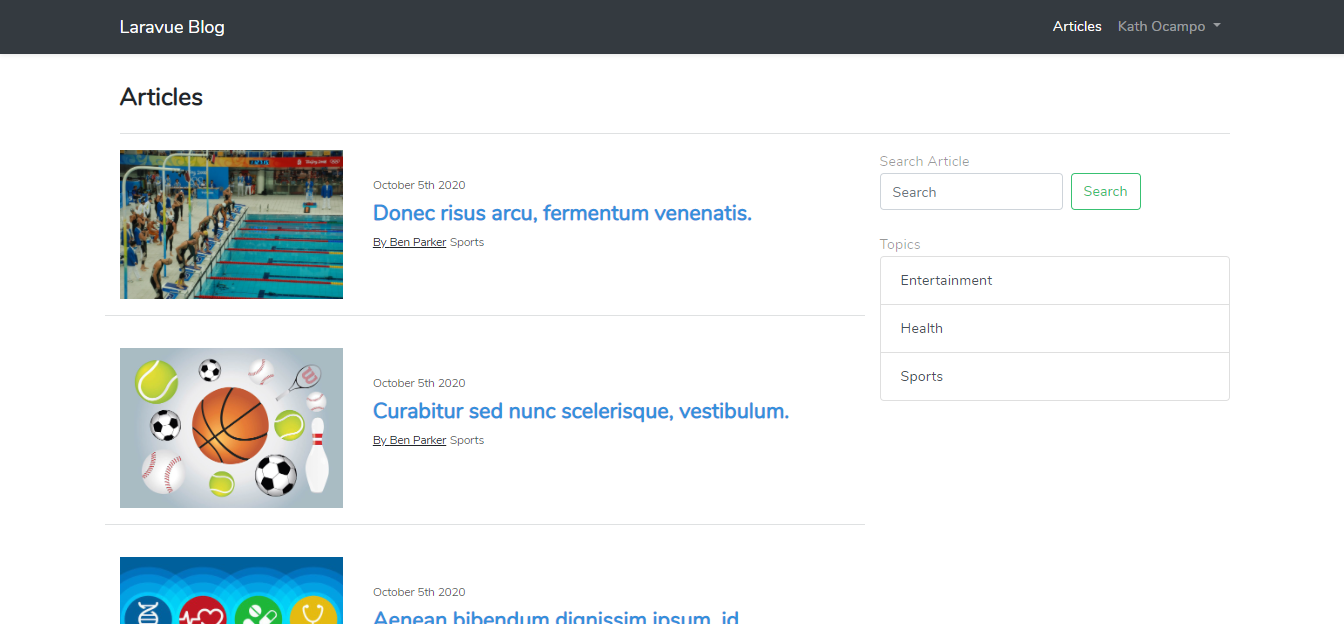 Laravue Blog
Articles
Kath Ocampo
Articles
October 5th 2020
Donec risus arcu, fermentum venenatis.
By Ben Parker Sports
October 5th 2020
Curabitur sed nunc scelerisque, vestibulum.
By Ben Parker Sports
October 5th 2020
Aenean bibendum dignissim ipsum, id
Search Article
Search
Search
Topics
Entertainment
Health
Sports